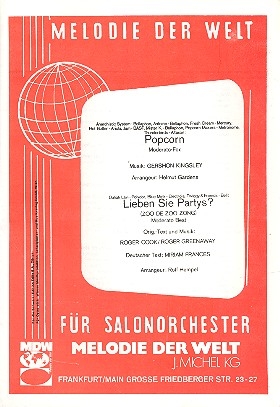 MELODIE DER WELT
Popcorn
Moderato-Fox
Musik: GERSHON KINGSLEY
Arrangeur: Helmut Gardens
Lieben Sie Partys?
(ZOO DE ZOO ZONG)
Moderato Beat
Orig. Text und Musik:
ROGER COOK/ROGER GREENAWAY
Deutscher Text: MIRIAM FRANCES
Arrangeur: Rolf Hempel
FÜR SALONORCHESTER
MDW
MELODIE DER WELT
J. MICHEL KG
FRANKFURT/MAIN GROSSE FRIEDBERGER STR. 23-27